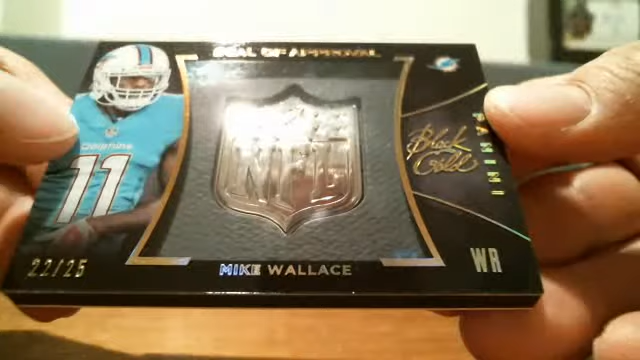 SEAL OF APPROVAL
Dolphins
11
NFL
Black
Gold
PANINI
22/25
MIKE WALLACE
WR